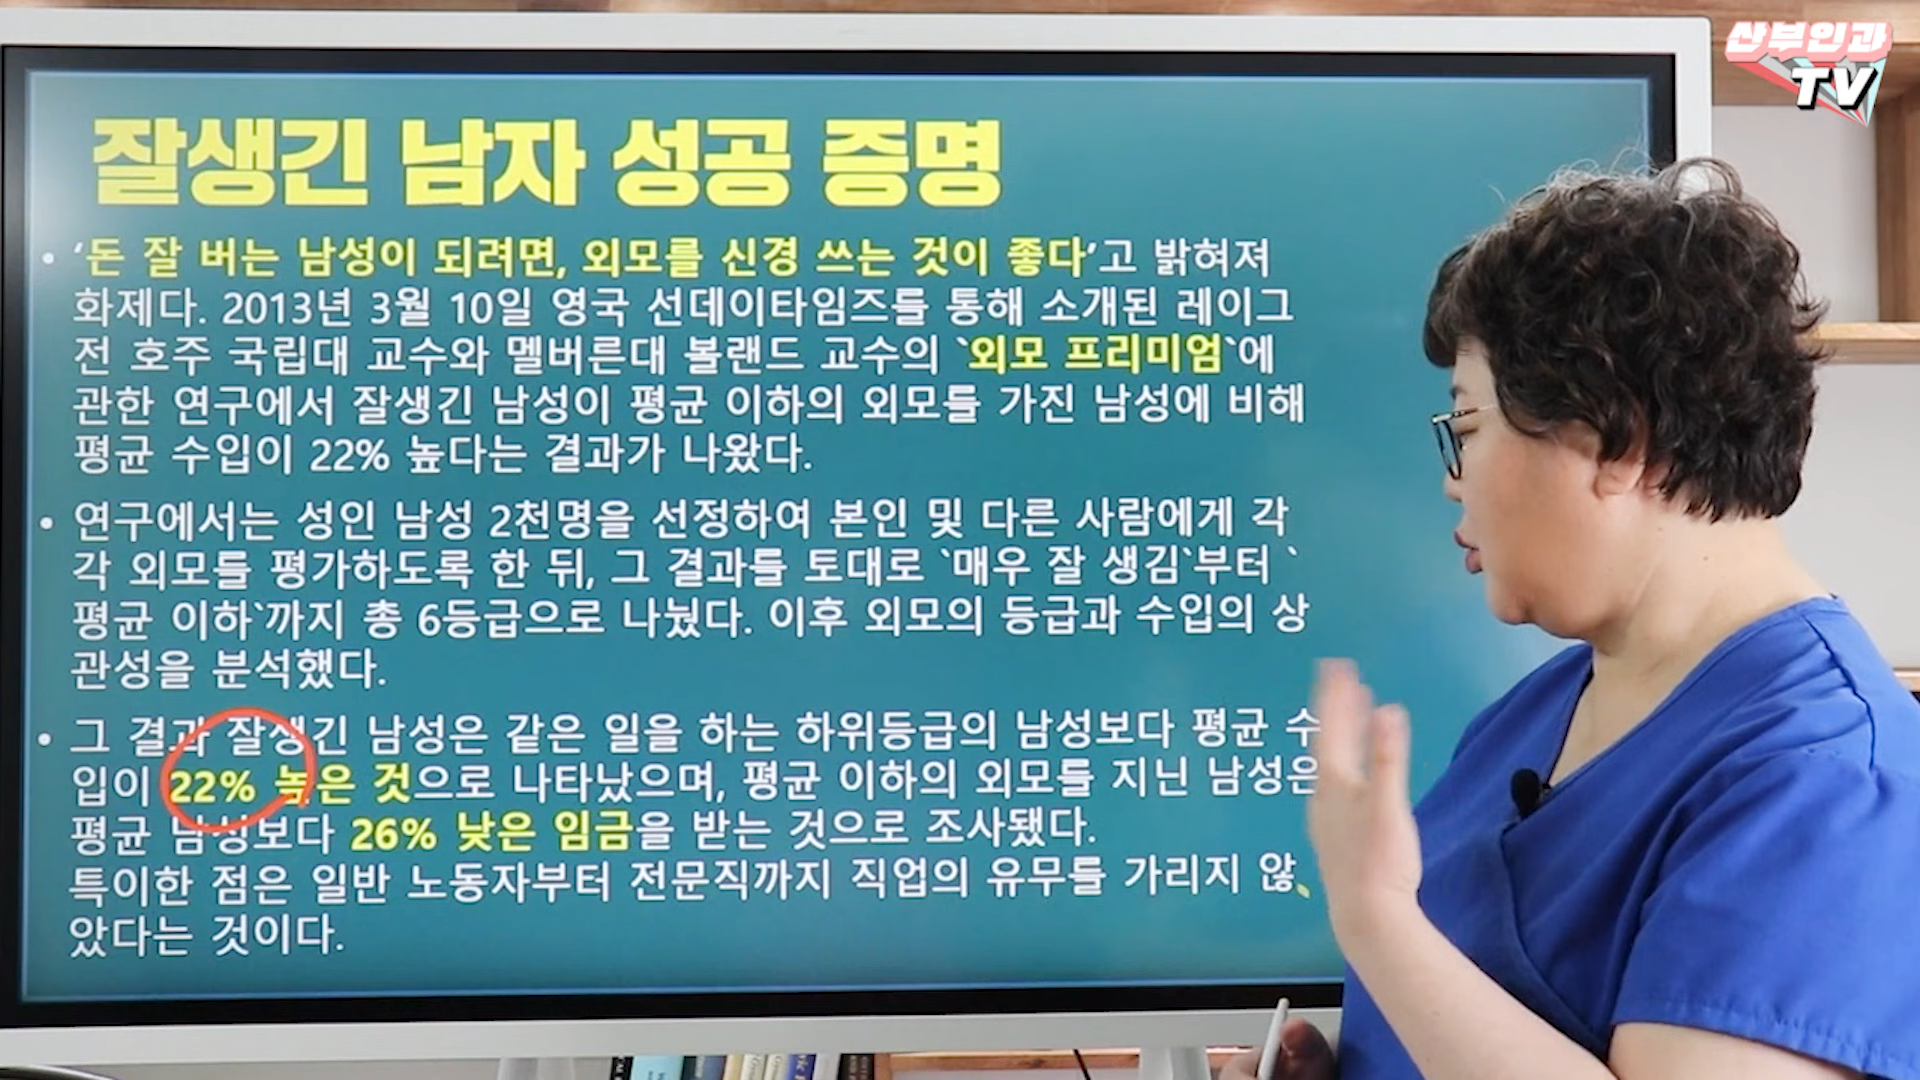 산부인과
TV
잘생긴 남자 성공 증명
• ‘돈 잘 버는 남성이 되려면, 외모를 신경 쓰는 것이 좋다’고 밝혀져
화제다. 2013년 3월 10일 영국 선데이타임즈를 통해 소개된 레이그
전 호주 국립대 교수와 멜버른대 볼랜드 교수의 `외모 프리미엄`에
관한 연구에서 잘생긴 남성이 평균 이하의 외모를 가진 남성에 비해
평균 수입이 22% 높다는 결과가 나왔다.
• 연구에서는 성인 남성 2천명을 선정하여 본인 및 다른 사람에게 각
각 외모를 평가하도록 한 뒤, 그 결과를 토대로 `매우 잘 생김`부터 `
평균 이하`까지 총 6등급으로 나눴다. 이후 외모의 등급과 수입의 상
관성을 분석했다.
• 그 결과 잘생긴 남성은 같은 일을 하는 하위등급의 남성보다 평균 수
입이 22% 높은 것으로 나타났으며, 평균 이하의 외모를 지닌 남성은
평균 남성보다 26% 낮은 임금을 받는 것으로 조사됐다.
특이한 점은 일반 노동자부터 전문직까지 직업의 유무를 가리지 않
았다는 것이다.